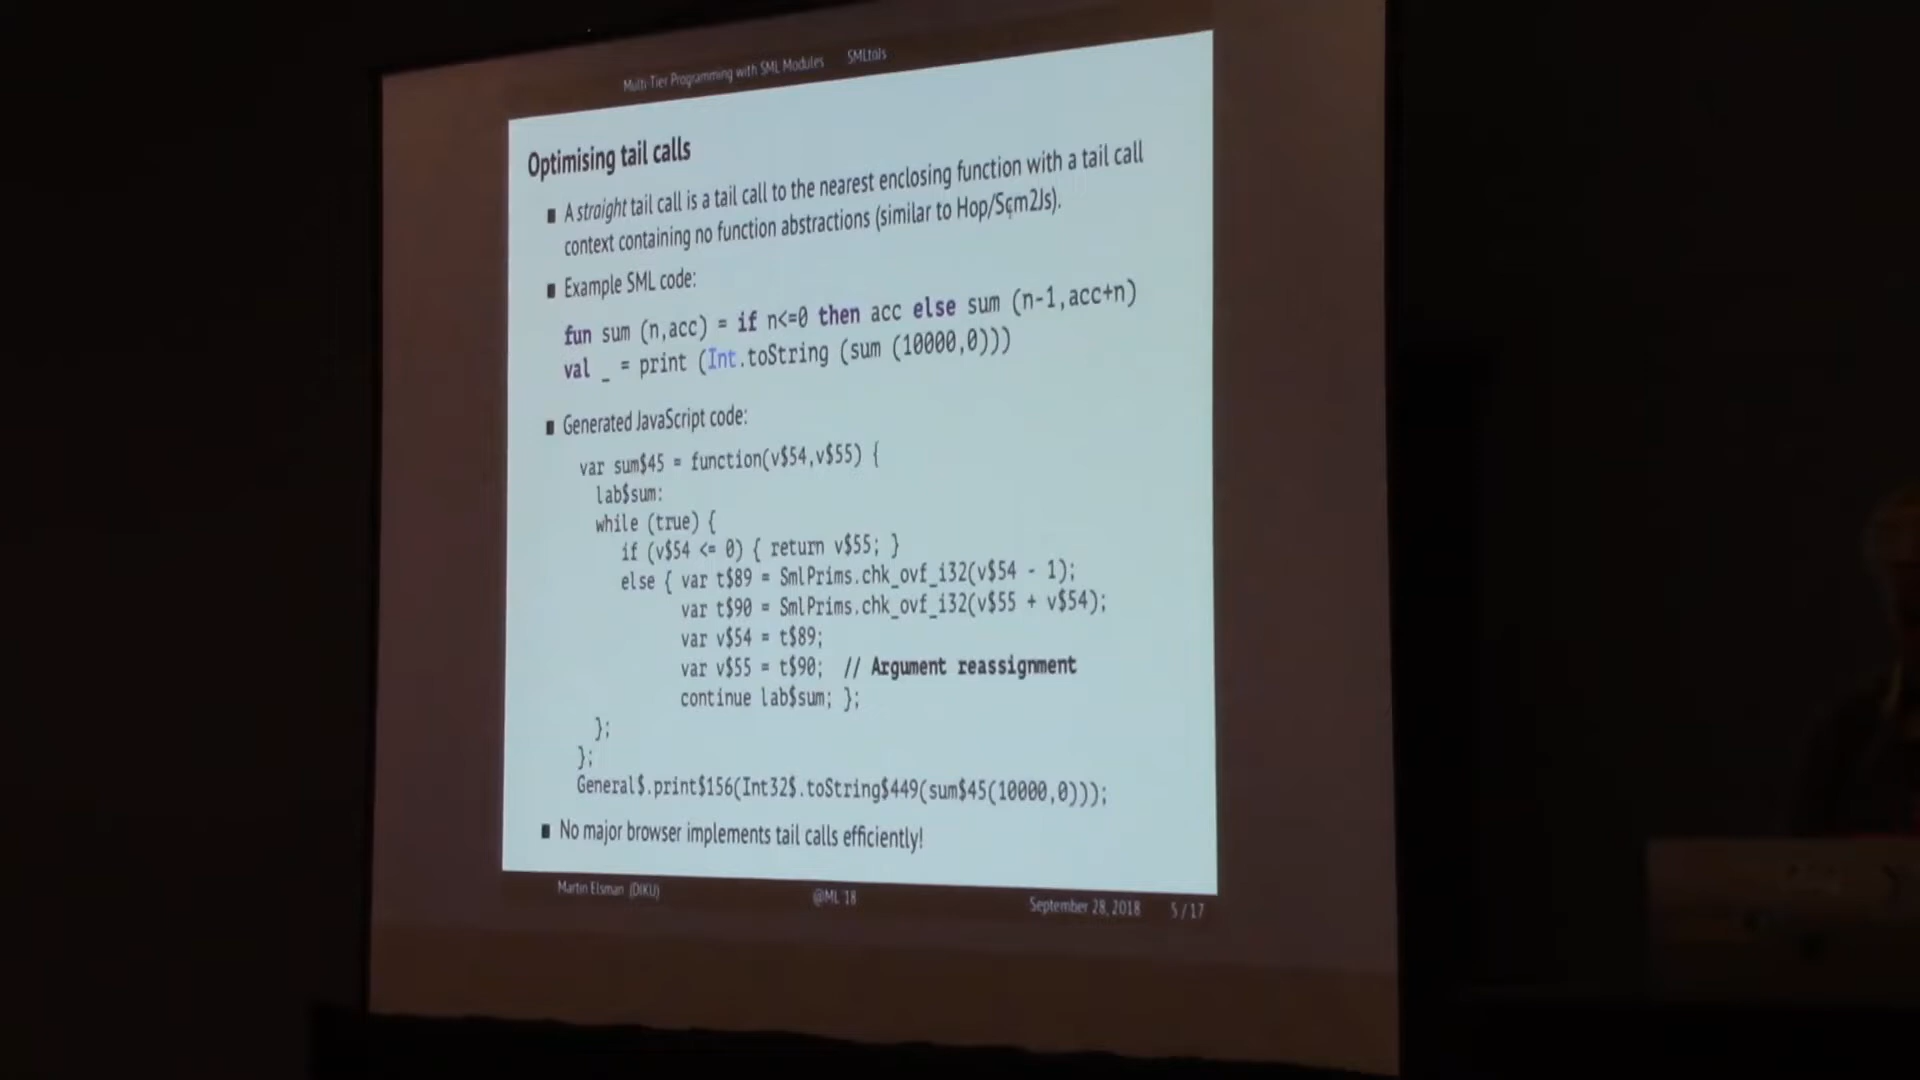 Multi-Tier Programming with SML Modules SMLtoJs
Optimising tail calls
■ A straight tail call is a tail call to the nearest enclosing function with a tail call
context containing no function abstractions (similar to Hop/Scm2Js).
■ Example SML code:
fun sum (n,acc) = if n<=0 then acc else sum (n-1,acc+n)
val _ = print (Int.toString (sum (10000,0)))
■ Generated JavaScript code:
var sum$45 = function(v$54,v$55) {
lab$sum:
while (true) {
if (v$54 <= 0) { return v$55; }
else { var t$89 = SmlPrims.chk_ovf_i32(v$54 - 1);
var t$90 = SmlPrims.chk_ovf_i32(v$55 + v$54);
var v$54 = t$89;
var v$55 = t$90; // Argument reassignment
continue lab$sum; };
};
};
General$.print$156(Int32$.toString$449(sum$45(10000,0)));
■ No major browser implements tail calls efficiently!
Martin Elsman (DIKU) @ML'18 September 28, 2018 5 / 17